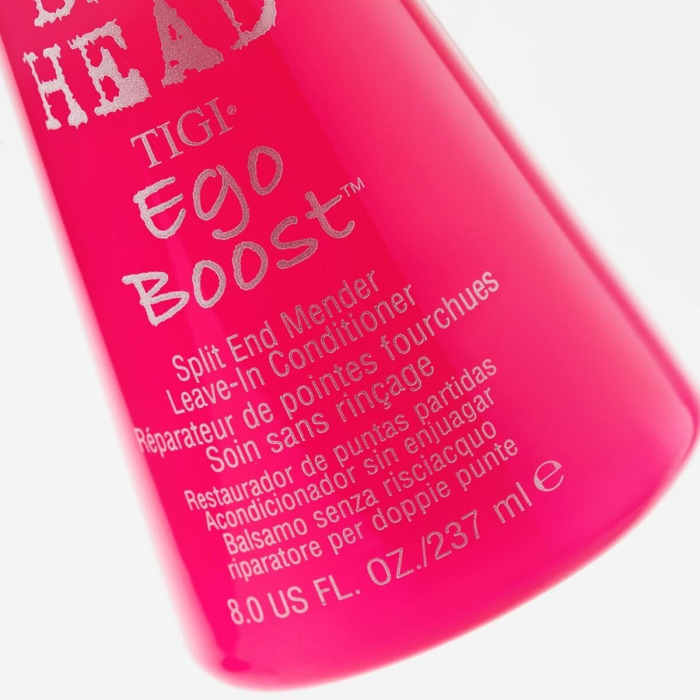 HEAD
TIGI®
Ego
Boost™
Split End Mender
Leave-In Conditioner
Réparateur de pointes fourchues
Soin sans rinçage
Restaurador de puntas partidas
Acondicionador sin enjuagar
Balsamo senza risciacquo
riparatore per doppie punte
8.0 US FL. OZ./237 ml ℮